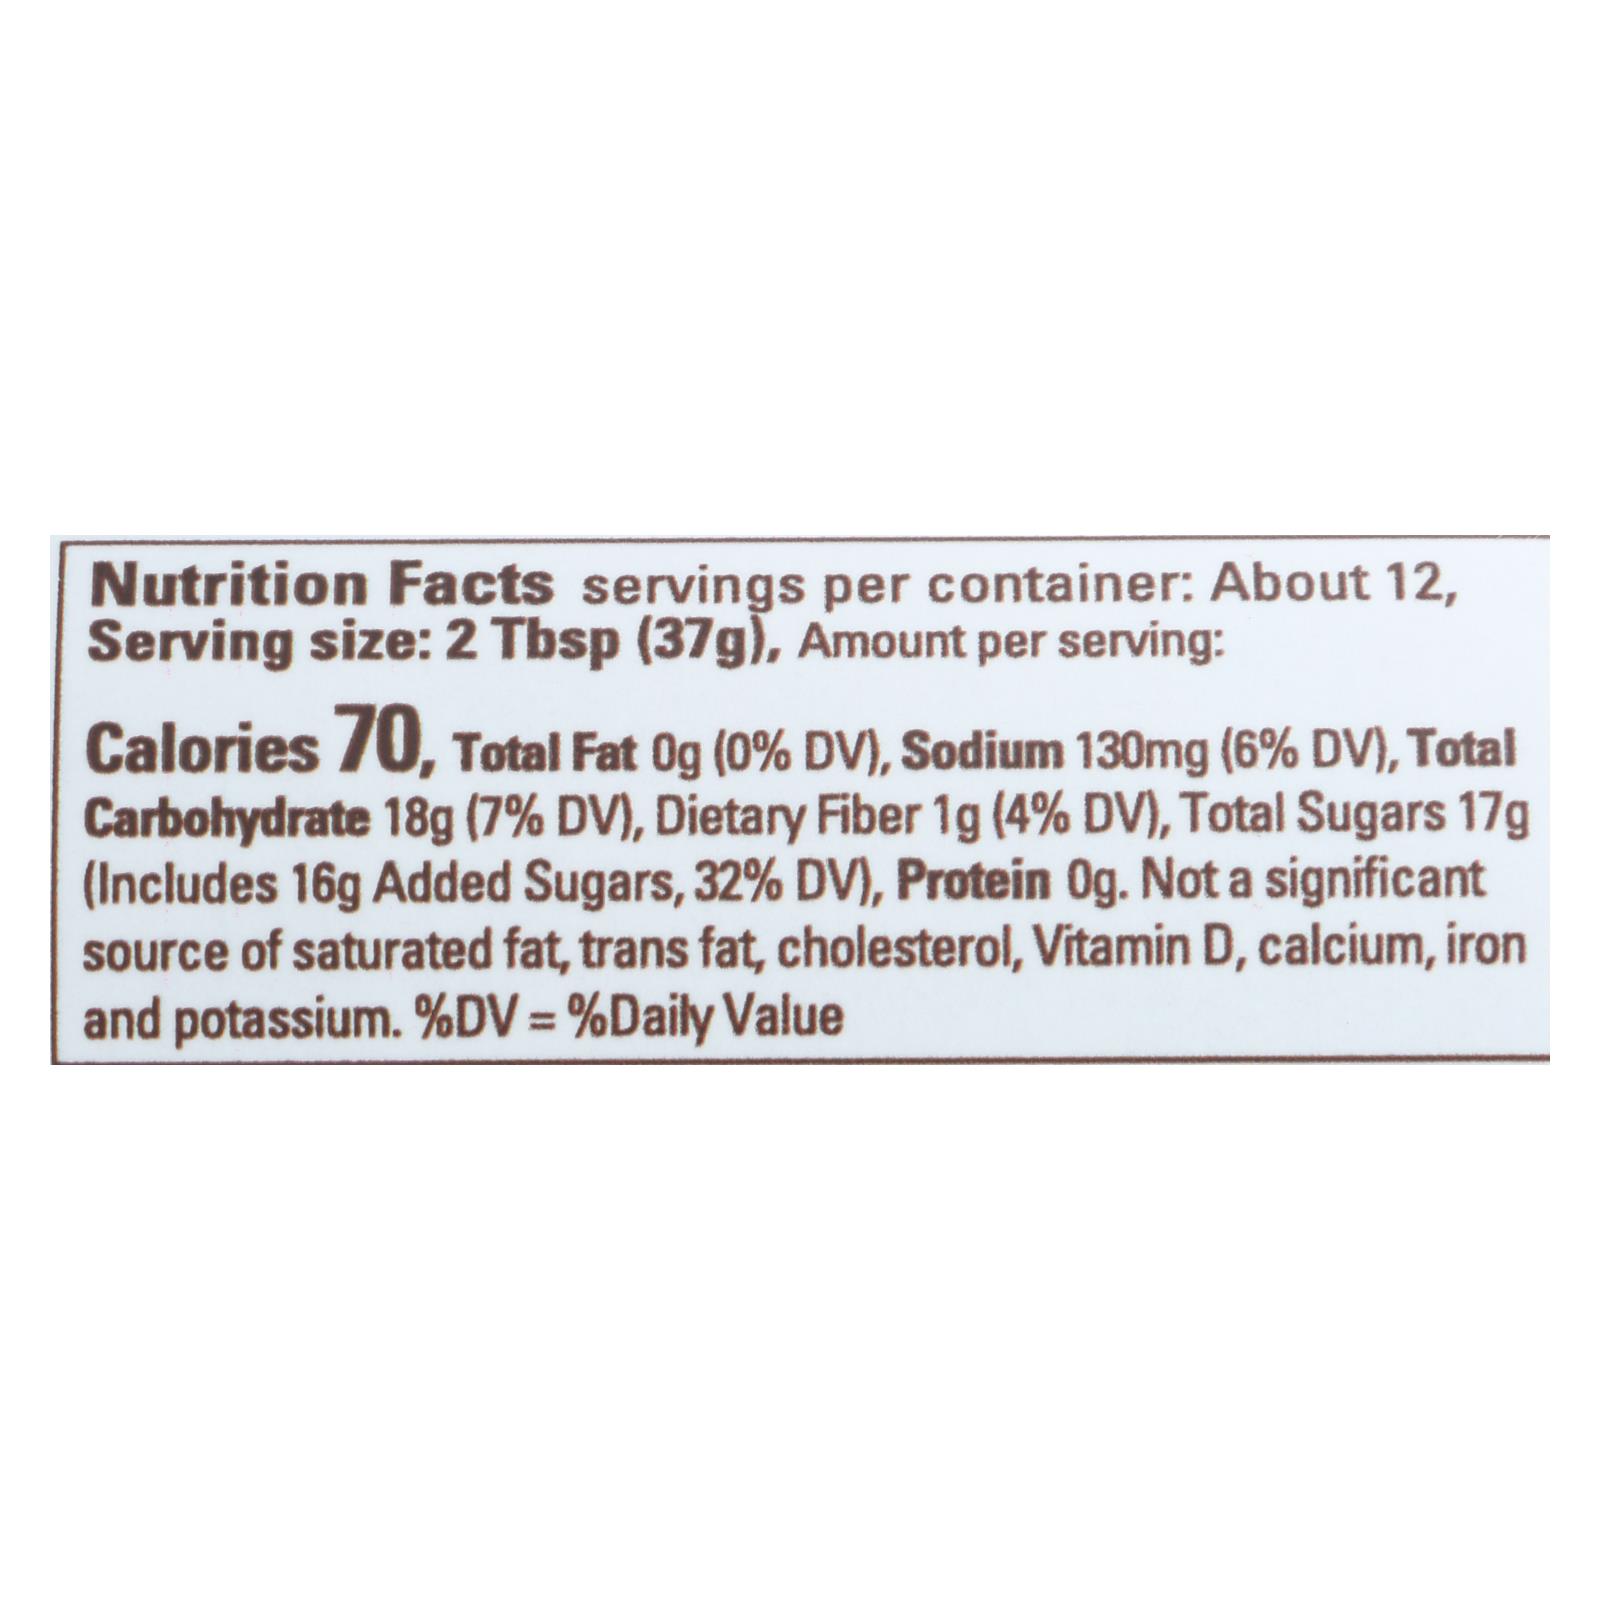 Nutrition Facts servings per container: About 12,
Serving size: 2 Tbsp (37g), Amount per serving:
Calories 70, Total Fat 0g (0% DV), Sodium 130mg (6% DV), Total
Carbohydrate 18g (7% DV), Dietary Fiber 1g (4% DV), Total Sugars 17g
(Includes 16g Added Sugars, 32% DV), Protein 0g. Not a significant
source of saturated fat, trans fat, cholesterol, Vitamin D, calcium, iron
and potassium. %DV = %Daily Value